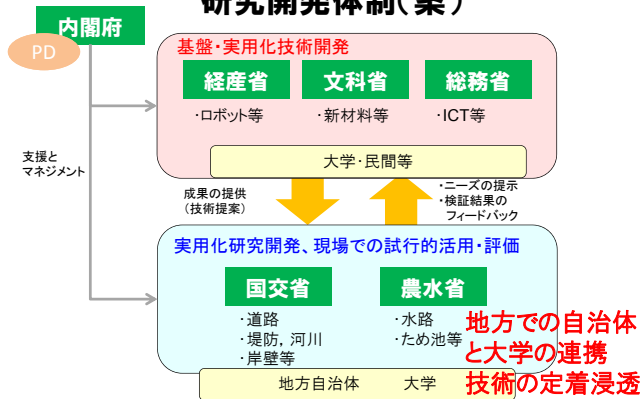 研究開発体制(案)
内閣府
PD
基盤・実用化技術開発
経産省
文科省
総務省
・ロボット等
・新材料等
・ICT等
大学・民間等
支援と
マネジメント
成果の提供
（技術提案）
・ニーズの提示
・検証結果の
フィードバック
実用化研究開発、現場での試行的活用・評価
国交省
農水省
・道路
・堤防，河川
・岸壁等
・水路
・ため池等
地方での自治体
と大学の連携
技術の定着浸透
地方自治体 大学